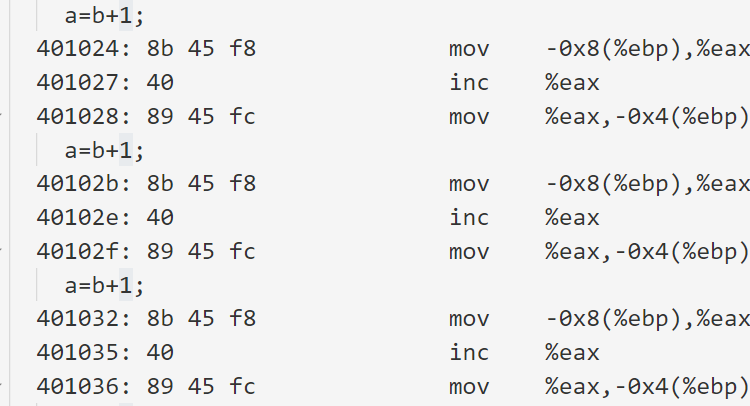 a=b+1;
401024: 8b 45 f8 mov -0x8(%ebp),%eax
401027: 40 inc %eax
401028: 89 45 fc mov %eax,-0x4(%ebp)
a=b+1;
40102b: 8b 45 f8 mov -0x8(%ebp),%eax
40102e: 40 inc %eax
40102f: 89 45 fc mov %eax,-0x4(%ebp)
a=b+1;
401032: 8b 45 f8 mov -0x8(%ebp),%eax
401035: 40 inc %eax
401036: 89 45 fc mov %eax,-0x4(%ebp)